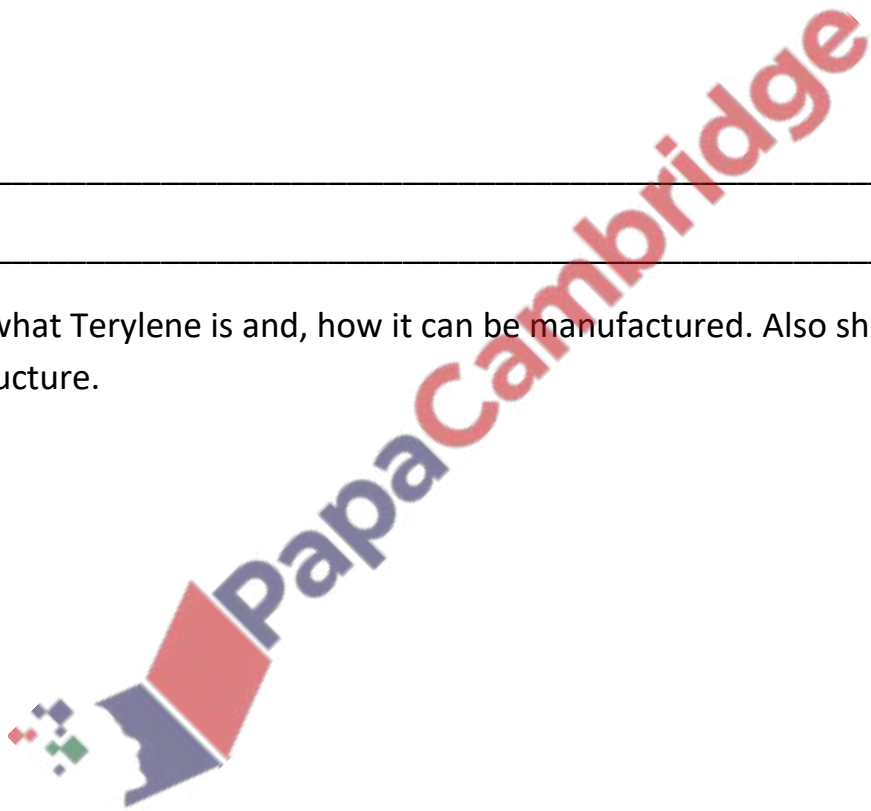 what Terylene is and, how it can be manufactured. Also sh
ucture.
PapaCambridge